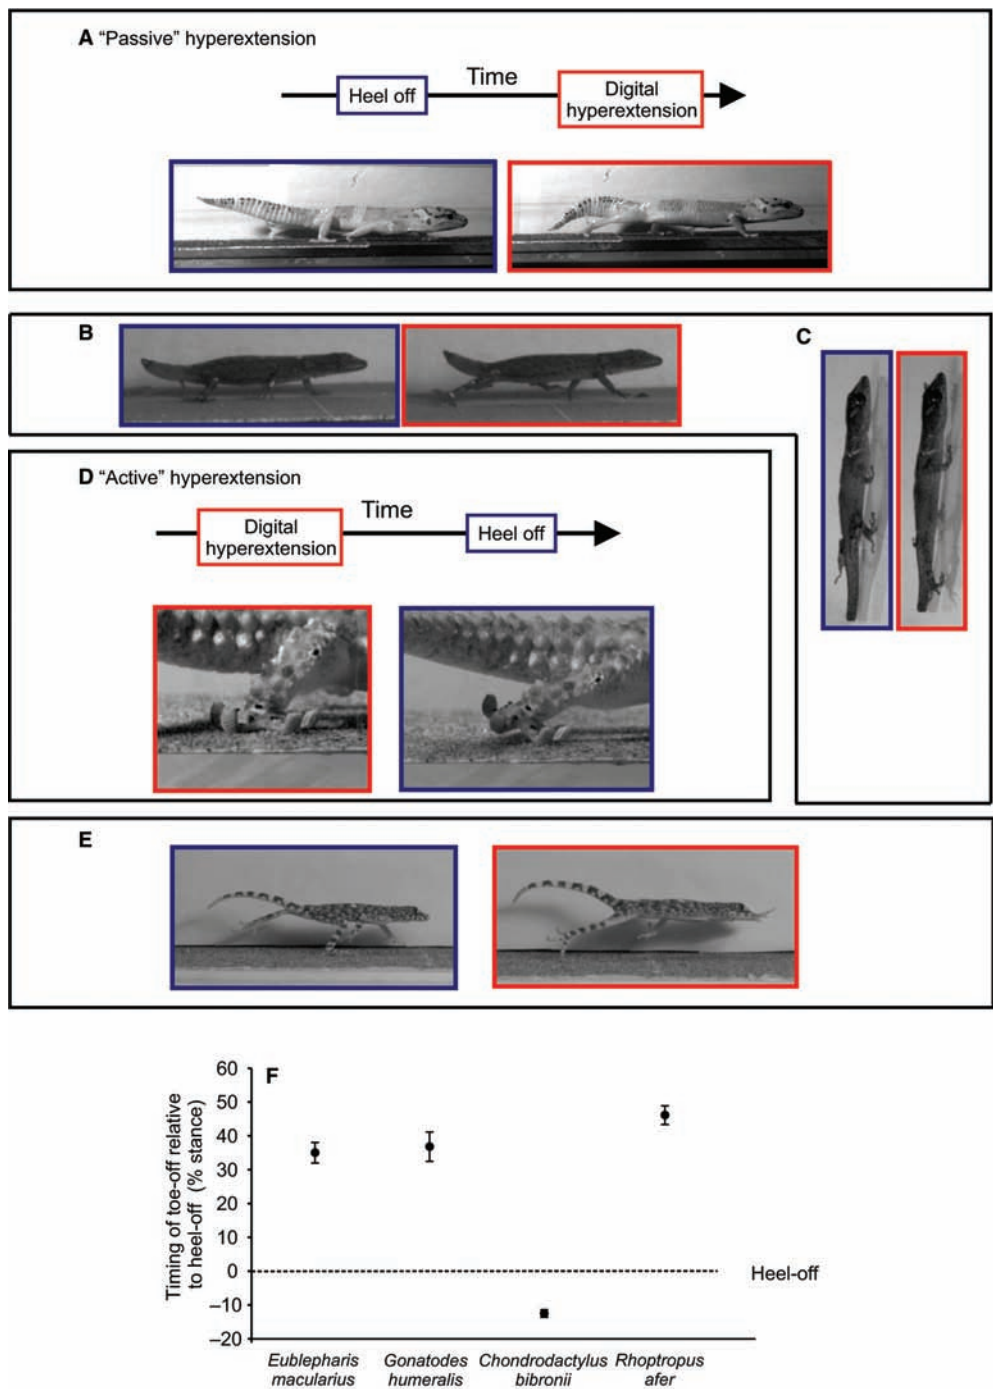 A “Passive” hyperextension
Time
Heel off
Digital
hyperextension
B
C
D “Active” hyperextension
Time
Digital
hyperextension
Heel off
E
F
Timing of toe-off relative
to heel-off (% stance)
60
50
40
30
20
10
0
–10
–20
Heel-off
Eublepharis
macularius
Gonatodes
humeralis
Chondrodactylus
bibronii
Rhoptropus
afer